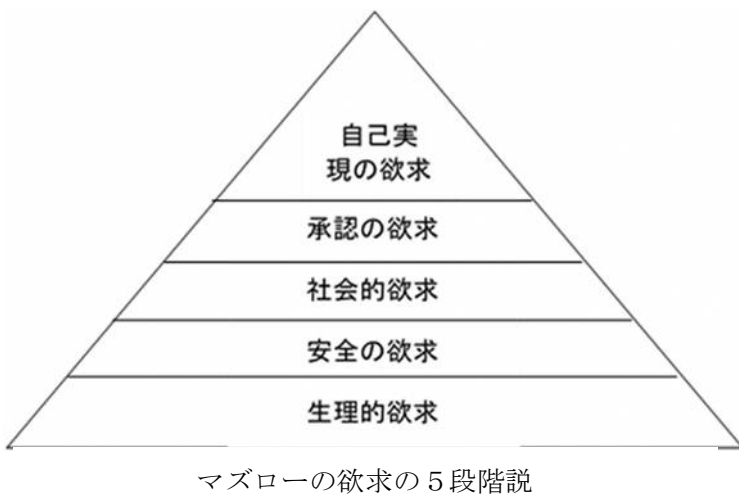 自己実
現の欲求
承認の欲求
社会的欲求
安全の欲求
生理的欲求
マズローの欲求の５段階説